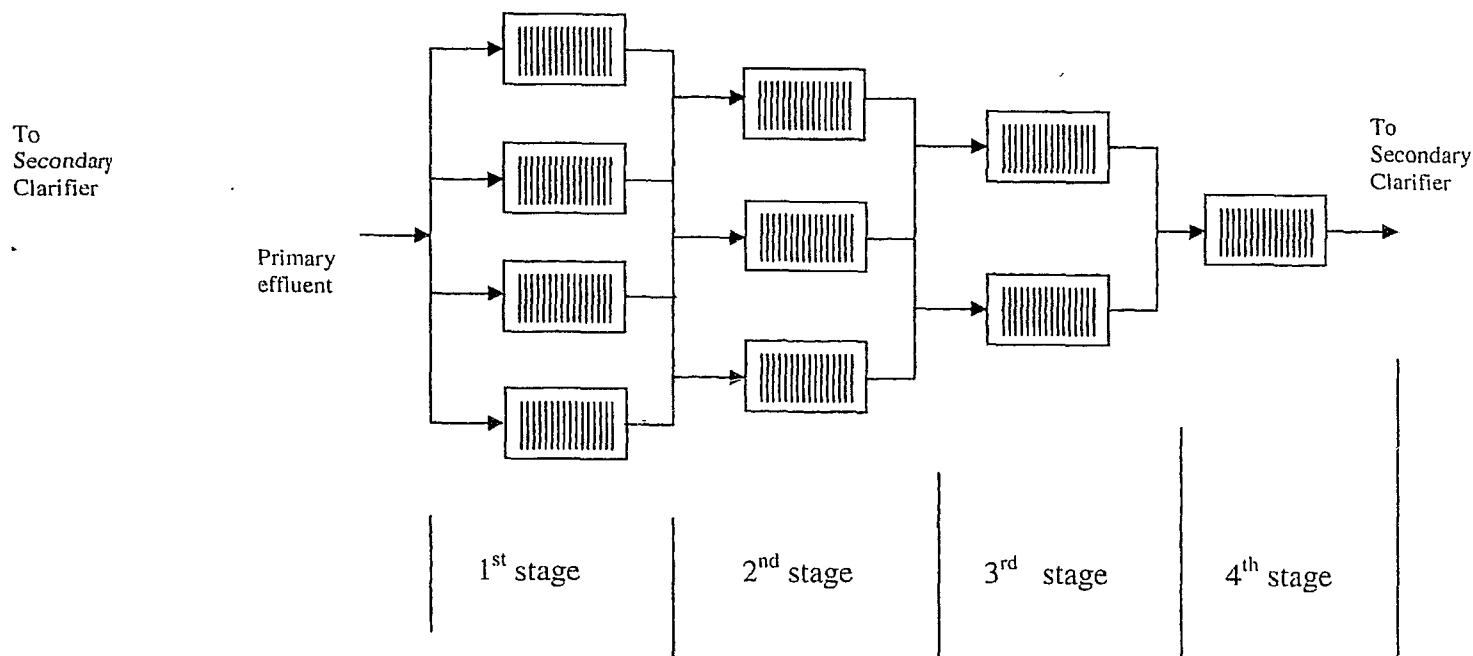 To
Secondary
Clarifier
Primary
effluent
To
Secondary
Clarifier
1st stage
2nd stage
3rd stage
4th stage